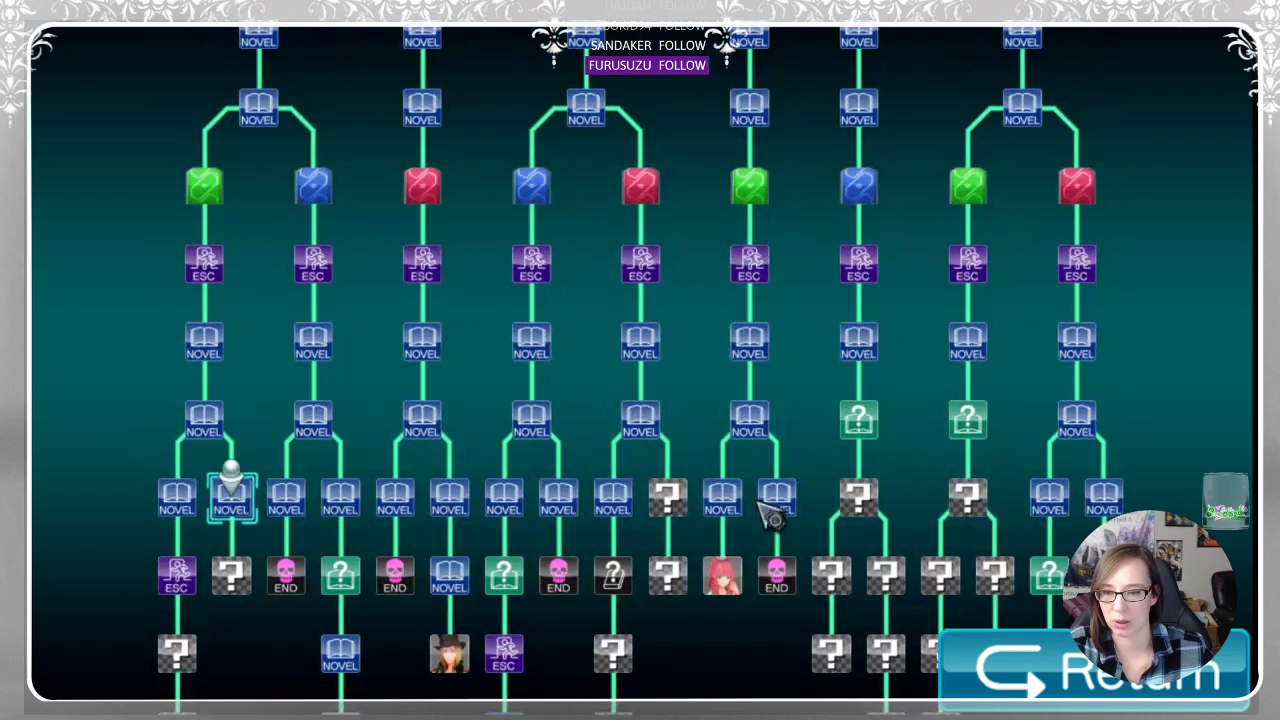 SANDAKER FOLLOW
FURUSUZU FOLLOW
NOVEL NOVEL NOVEL NOVEL NOVEL
NOVEL NOVEL NOVEL NOVEL NOVEL NOVEL
ESC ESC ESC ESC ESC ESC ESC ESC ESC
NOVEL NOVEL NOVEL NOVEL NOVEL NOVEL NOVEL NOVEL NOVEL
NOVEL NOVEL NOVEL NOVEL NOVEL NOVEL ? ? NOVEL
NOVEL NOVEL NOVEL NOVEL NOVEL NOVEL NOVEL NOVEL NOVEL ? NOVEL ? ? NOVEL NOVEL
ESC ? END ? END NOVEL ? END ? ? END ? ? ? ? ?
? NOVEL ESC ? ? ? ?
Return